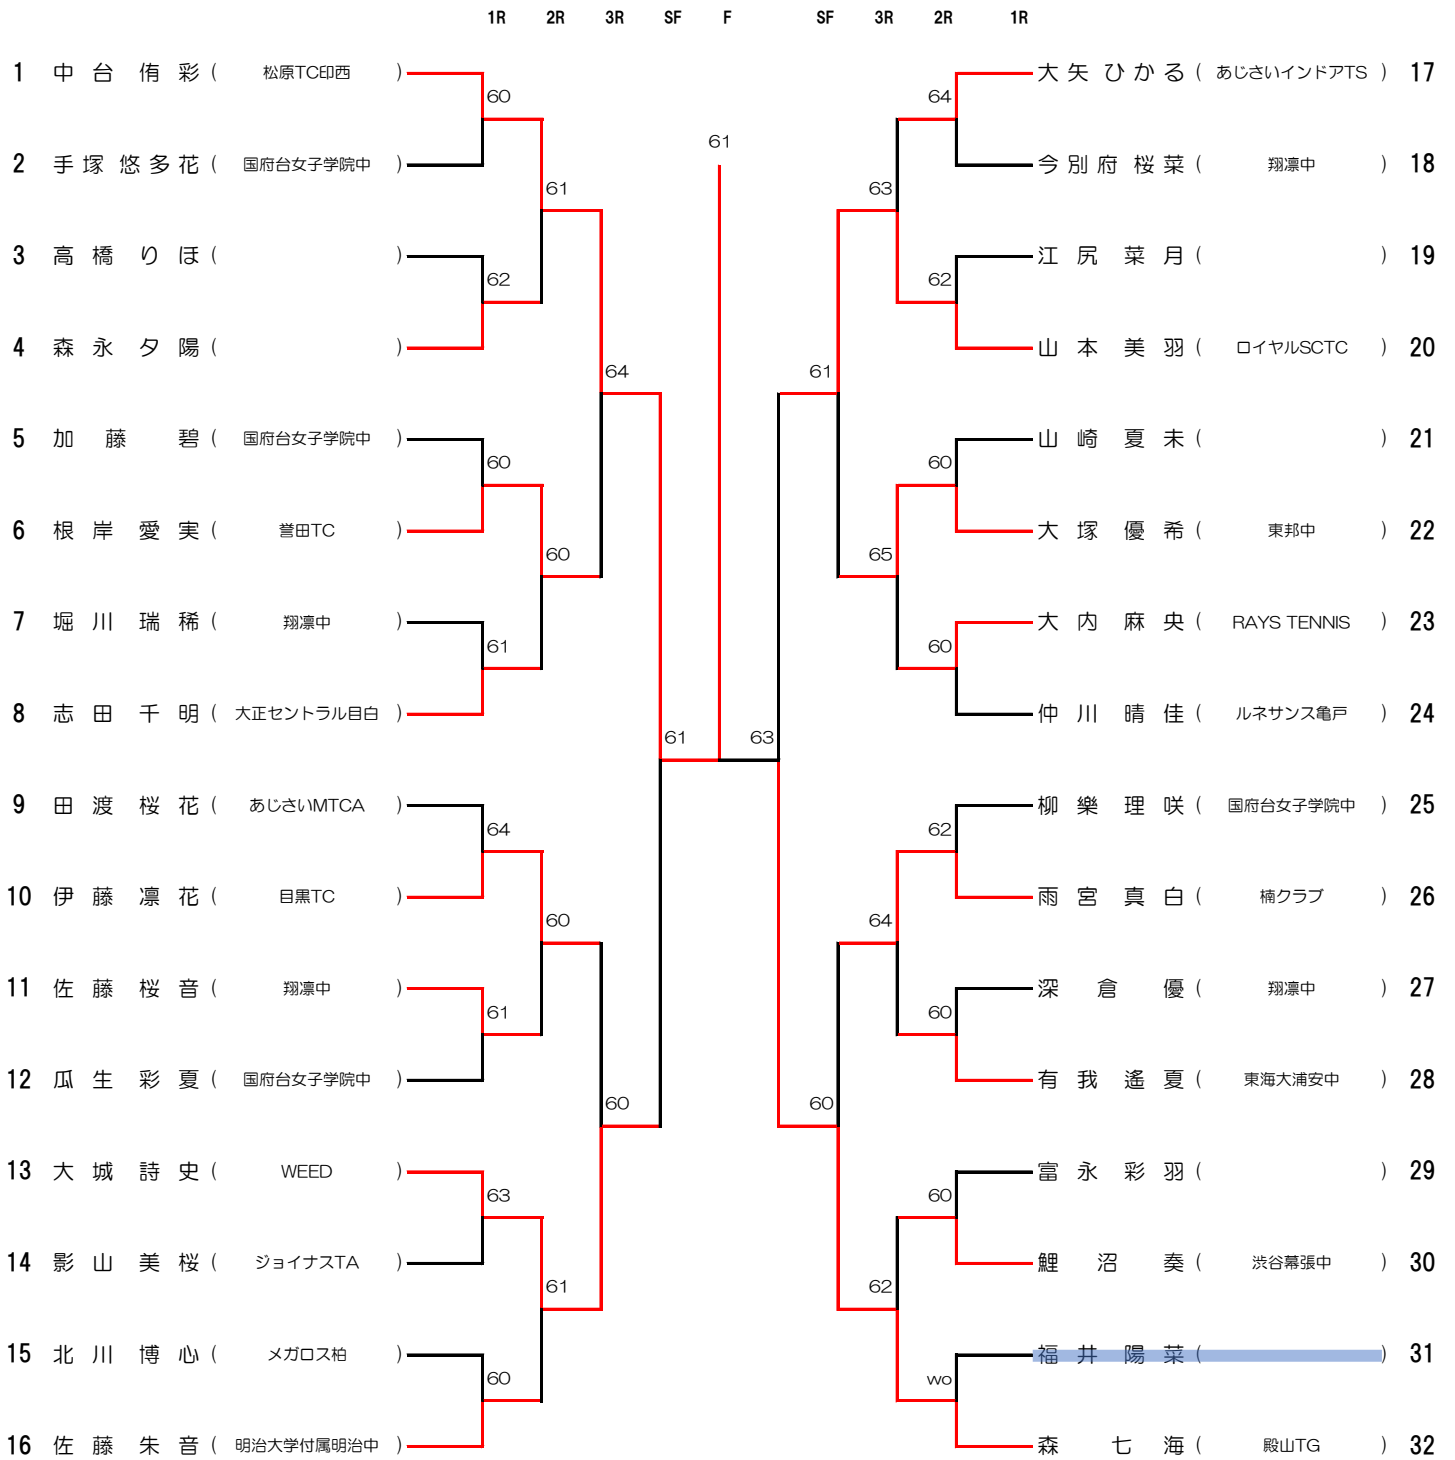 1R 2R 3R SF F SF 3R 2R 1R
1 中台 侑彩 ( 松原TC印西 ) 大矢 ひかる ( あじさいインドアTS ) 17
60 64
61
2 手塚 悠多花 ( 国府台女子学院中 ) 今別府 桜菜 ( 翔凛中 ) 18
61 63
3 高橋 りほ ( ) 江尻 菜月 ( ) 19
62 62
4 森永 夕陽 ( ) 山本 美羽 ( ロイヤルSCTC ) 20
64 61
5 加藤 碧 ( 国府台女子学院中 ) 山崎 夏未 ( ) 21
60 60
6 根岸 愛実 ( 誉田TC ) 大塚 優希 ( 東邦中 ) 22
60 65
7 堀川 瑞稀 ( 翔凛中 ) 大内 麻央 ( RAYS TENNIS ) 23
61 60
8 志田 千明 ( 大正セントラル目白 ) 仲川 晴佳 ( ルネサンス亀戸 ) 24
61 63
9 田渡 桜花 ( あじさいMTCA ) 柳樂 理咲 ( 国府台女子学院中 ) 25
64 62
10 伊藤 凛花 ( 目黒TC ) 雨宮 真白 ( 楠クラブ ) 26
60 64
11 佐藤 桜音 ( 翔凛中 ) 深倉 優 ( 翔凛中 ) 27
61 60
12 瓜生 彩夏 ( 国府台女子学院中 ) 有我 遙夏 ( 東海大浦安中 ) 28
60 60
13 大城 詩史 ( WEED ) 富永 彩羽 ( ) 29
63 60
14 影山 美桜 ( ジョイナスTA ) 鯉沼 奏 ( 渋谷幕張中 ) 30
61 62
15 北川 博心 ( メガロス柏 ) 福井 陽菜 ( ) 31
60 wo
16 佐藤 朱音 ( 明治大学付属明治中 ) 森 七海 ( 殿山TG ) 32